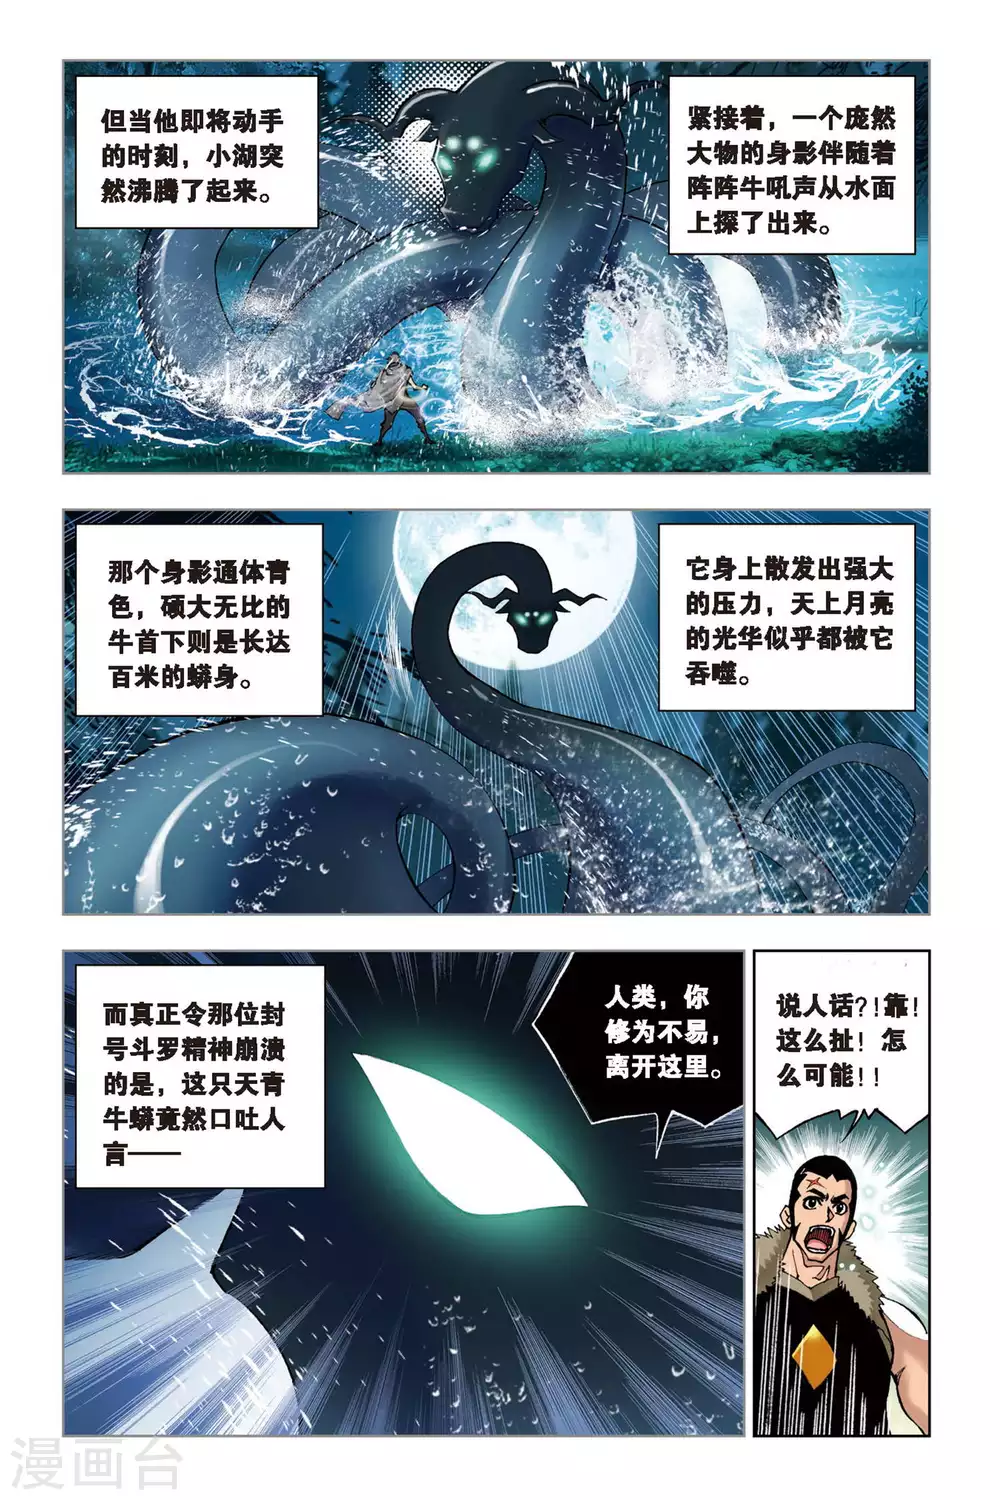 但当他即将动手
的时刻，小湖突
然沸腾了起来。
紧接着，一个庞然
大物的身影伴随着
阵阵牛吼声从水面
上探了出来。
那个身影通体青
色，硕大无比的
牛首下则是长达
百米的蟒身。
它身上散发出强大
的压力，天上月亮
的光华似乎都被它
吞噬。
而真正令那位封
号斗罗精神崩溃
的是，这只天青
牛蟒竟然口吐人
言——
人类，你
修为不易，
离开这里。
说人话?!靠!
这么扯！怎
么可能!!
漫画台